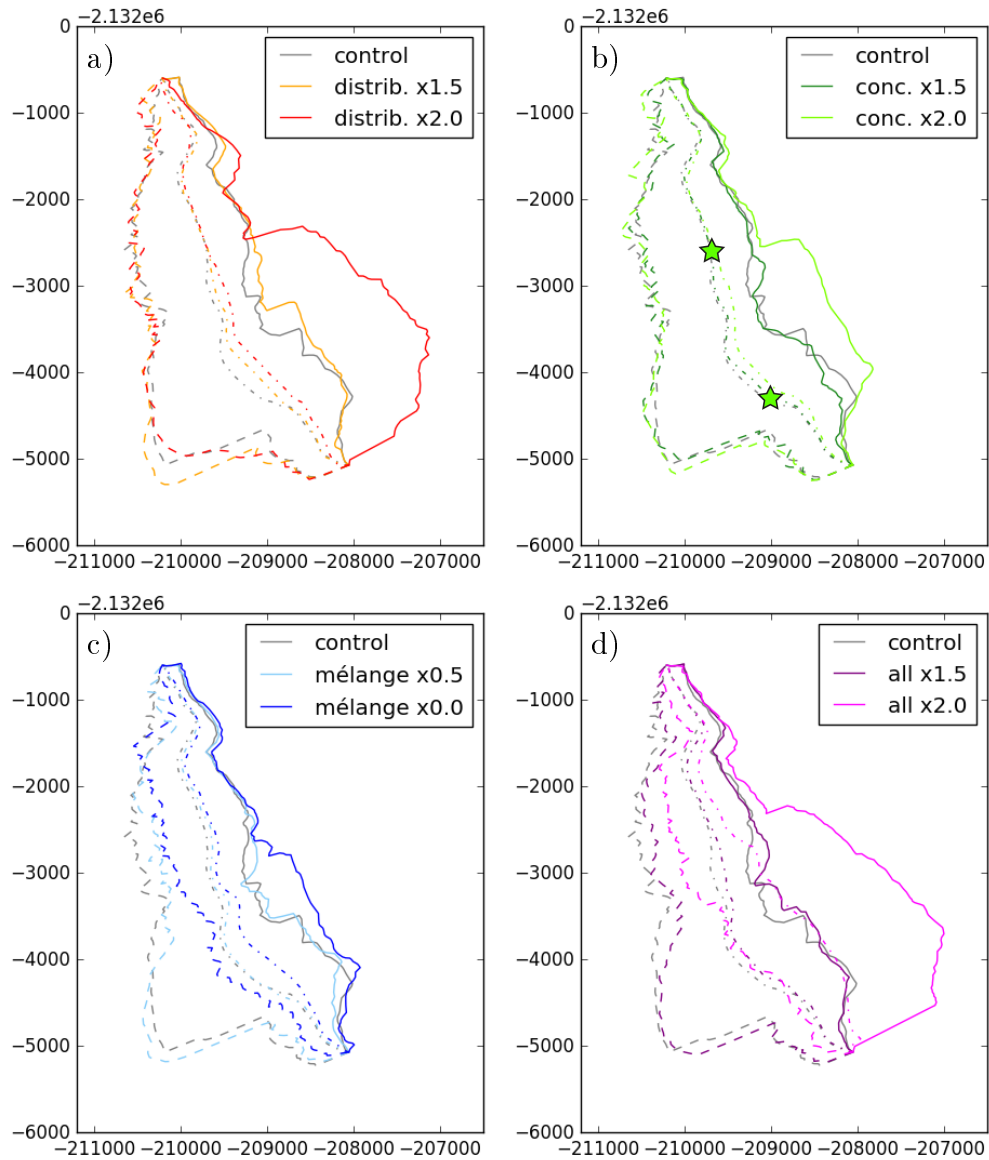 −2.132e6
−2.132e6
a)
control
distrib. x1.5
distrib. x2.0
b)
control
conc. x1.5
conc. x2.0
0
−1000
−2000
−3000
−4000
−5000
−6000
0
−1000
−2000
−3000
−4000
−5000
−6000
−211000 −210000 −209000 −208000 −207000
−211000 −210000 −209000 −208000 −207000
−2.132e6
−2.132e6
c)
control
mélange x0.5
mélange x0.0
d)
control
all x1.5
all x2.0
0
−1000
−2000
−3000
−4000
−5000
−6000
0
−1000
−2000
−3000
−4000
−5000
−6000
−211000 −210000 −209000 −208000 −207000
−211000 −210000 −209000 −208000 −207000